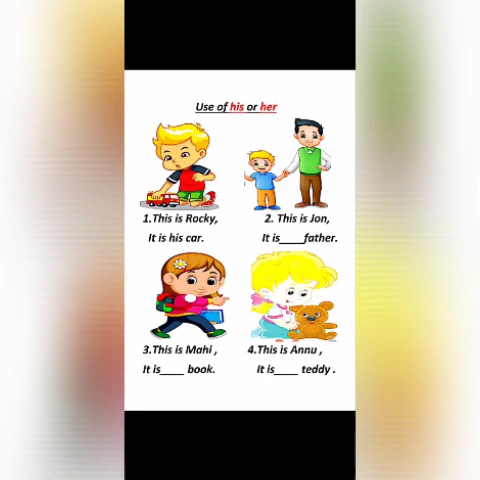 Use of his or her
1.This is Rocky,
It is his car.
2. This is Jon,
It is____father.
3.This is Mahi ,
It is____ book.
4.This is Annu ,
It is____ teddy .